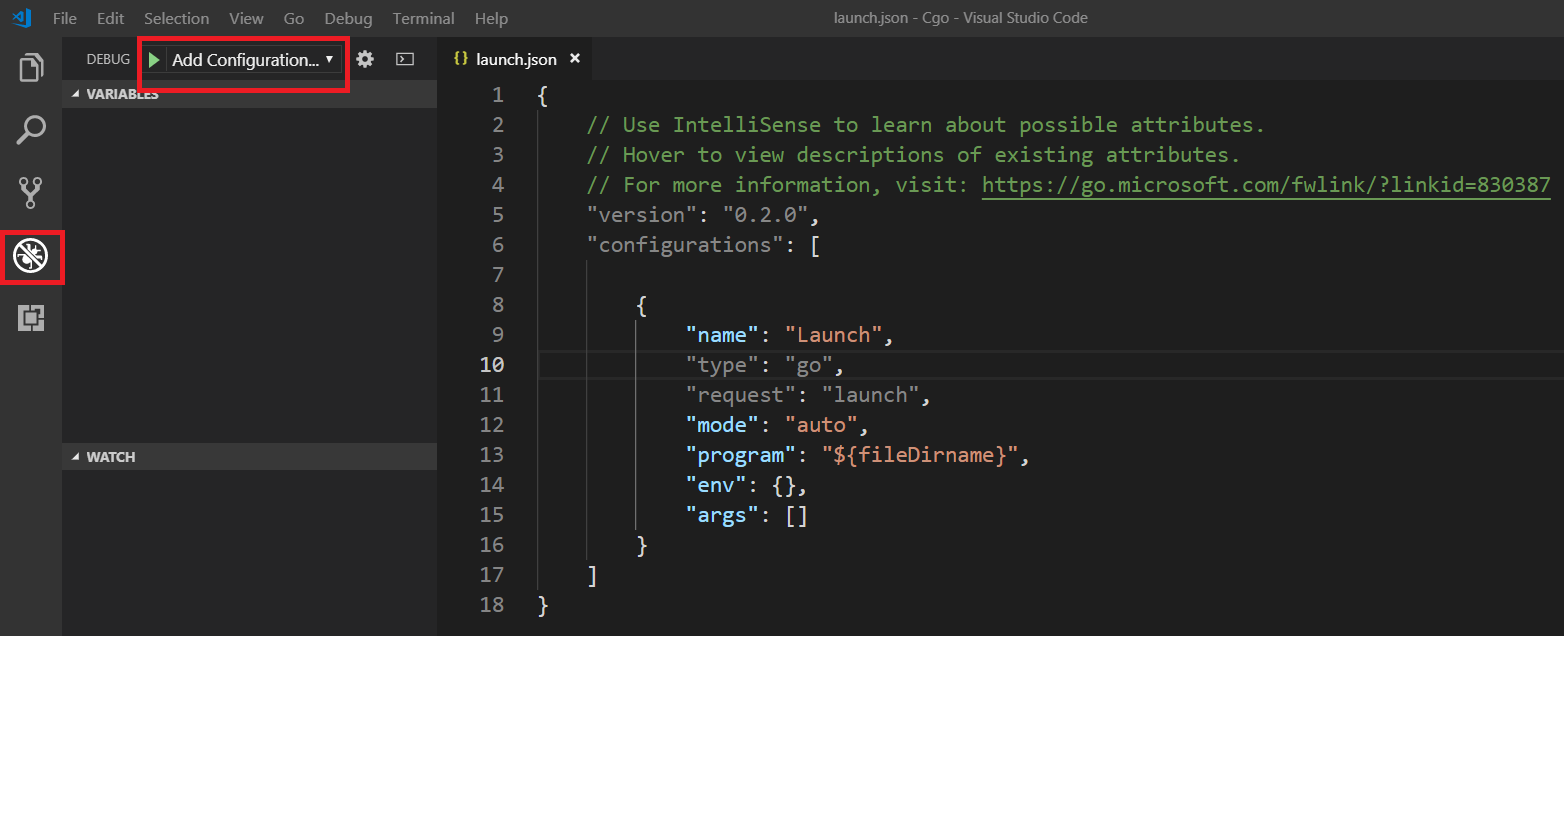 File Edit Selection View Go Debug Terminal Help
launch.json - Cgo - Visual Studio Code
DEBUG
Add Configuration...
VARIABLES
WATCH
{} launch.json ×
1 {
2 // Use IntelliSense to learn about possible attributes.
3 // Hover to view descriptions of existing attributes.
4 // For more information, visit: https://go.microsoft.com/fwlink/?linkid=830387
5 "version": "0.2.0",
6 "configurations": [
7
8 {
9 "name": "Launch",
10 "type": "go",
11 "request": "launch",
12 "mode": "auto",
13 "program": "${fileDirname}",
14 "env": {},
15 "args": []
16 }
17 ]
18 }